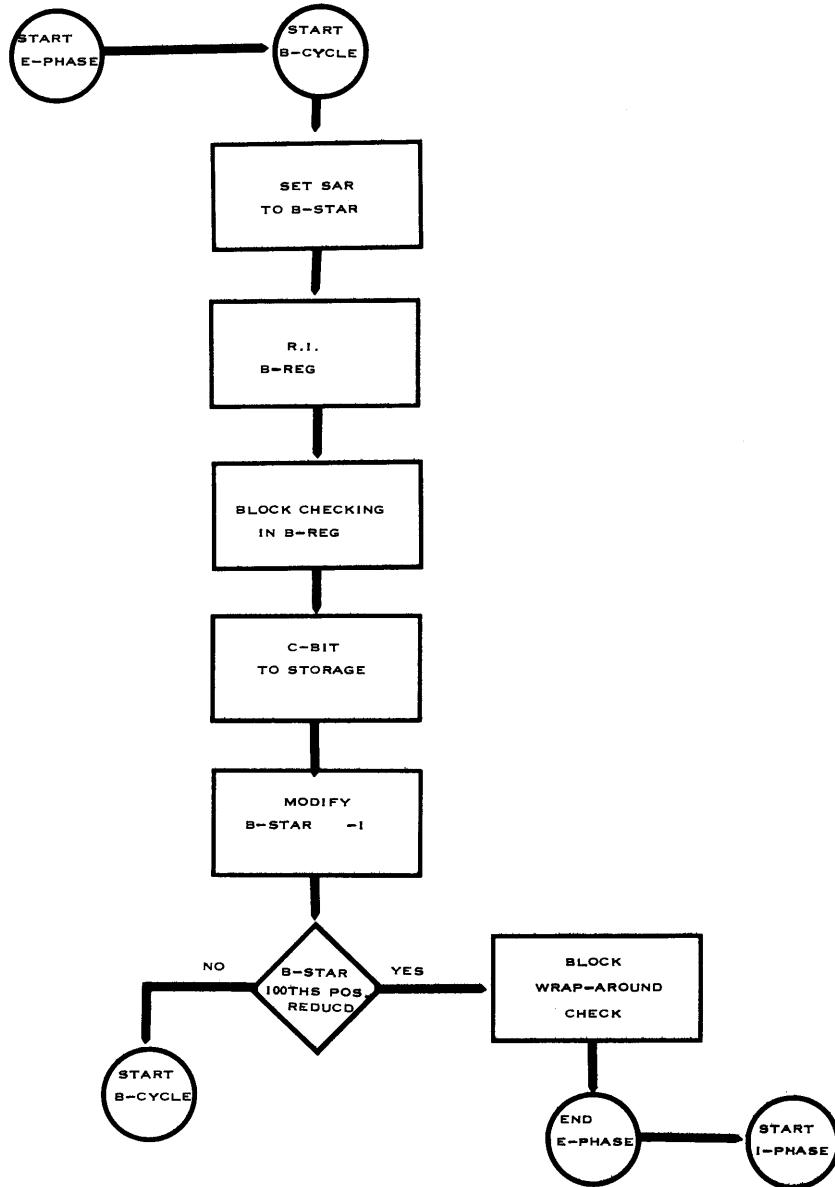 START
E-PHASE
START
B-CYCLE
SET SAR
TO B-STAR
R.I.
B-REG
BLOCK CHECKING
IN B-REG
C-BIT
TO STORAGE
MODIFY
B-STAR -1
B-STAR
100THS POS.
REDUCD
NO
YES
BLOCK
WRAP-AROUND
CHECK
START
B-CYCLE
END
E-PHASE
START
I-PHASE